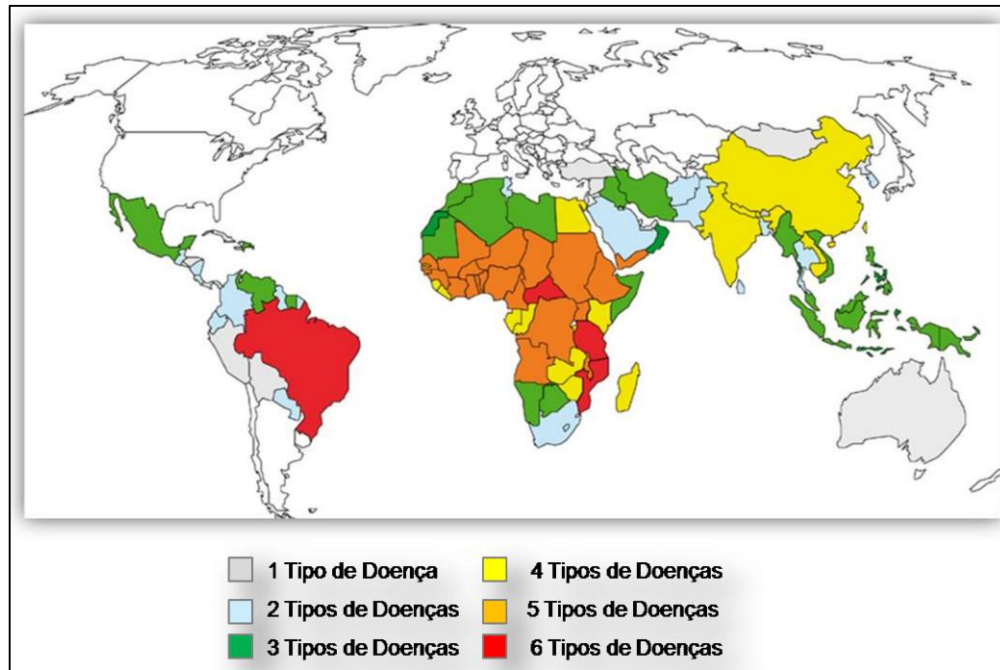 1 Tipo de Doença
2 Tipos de Doenças
3 Tipos de Doenças
4 Tipos de Doenças
5 Tipos de Doenças
6 Tipos de Doenças